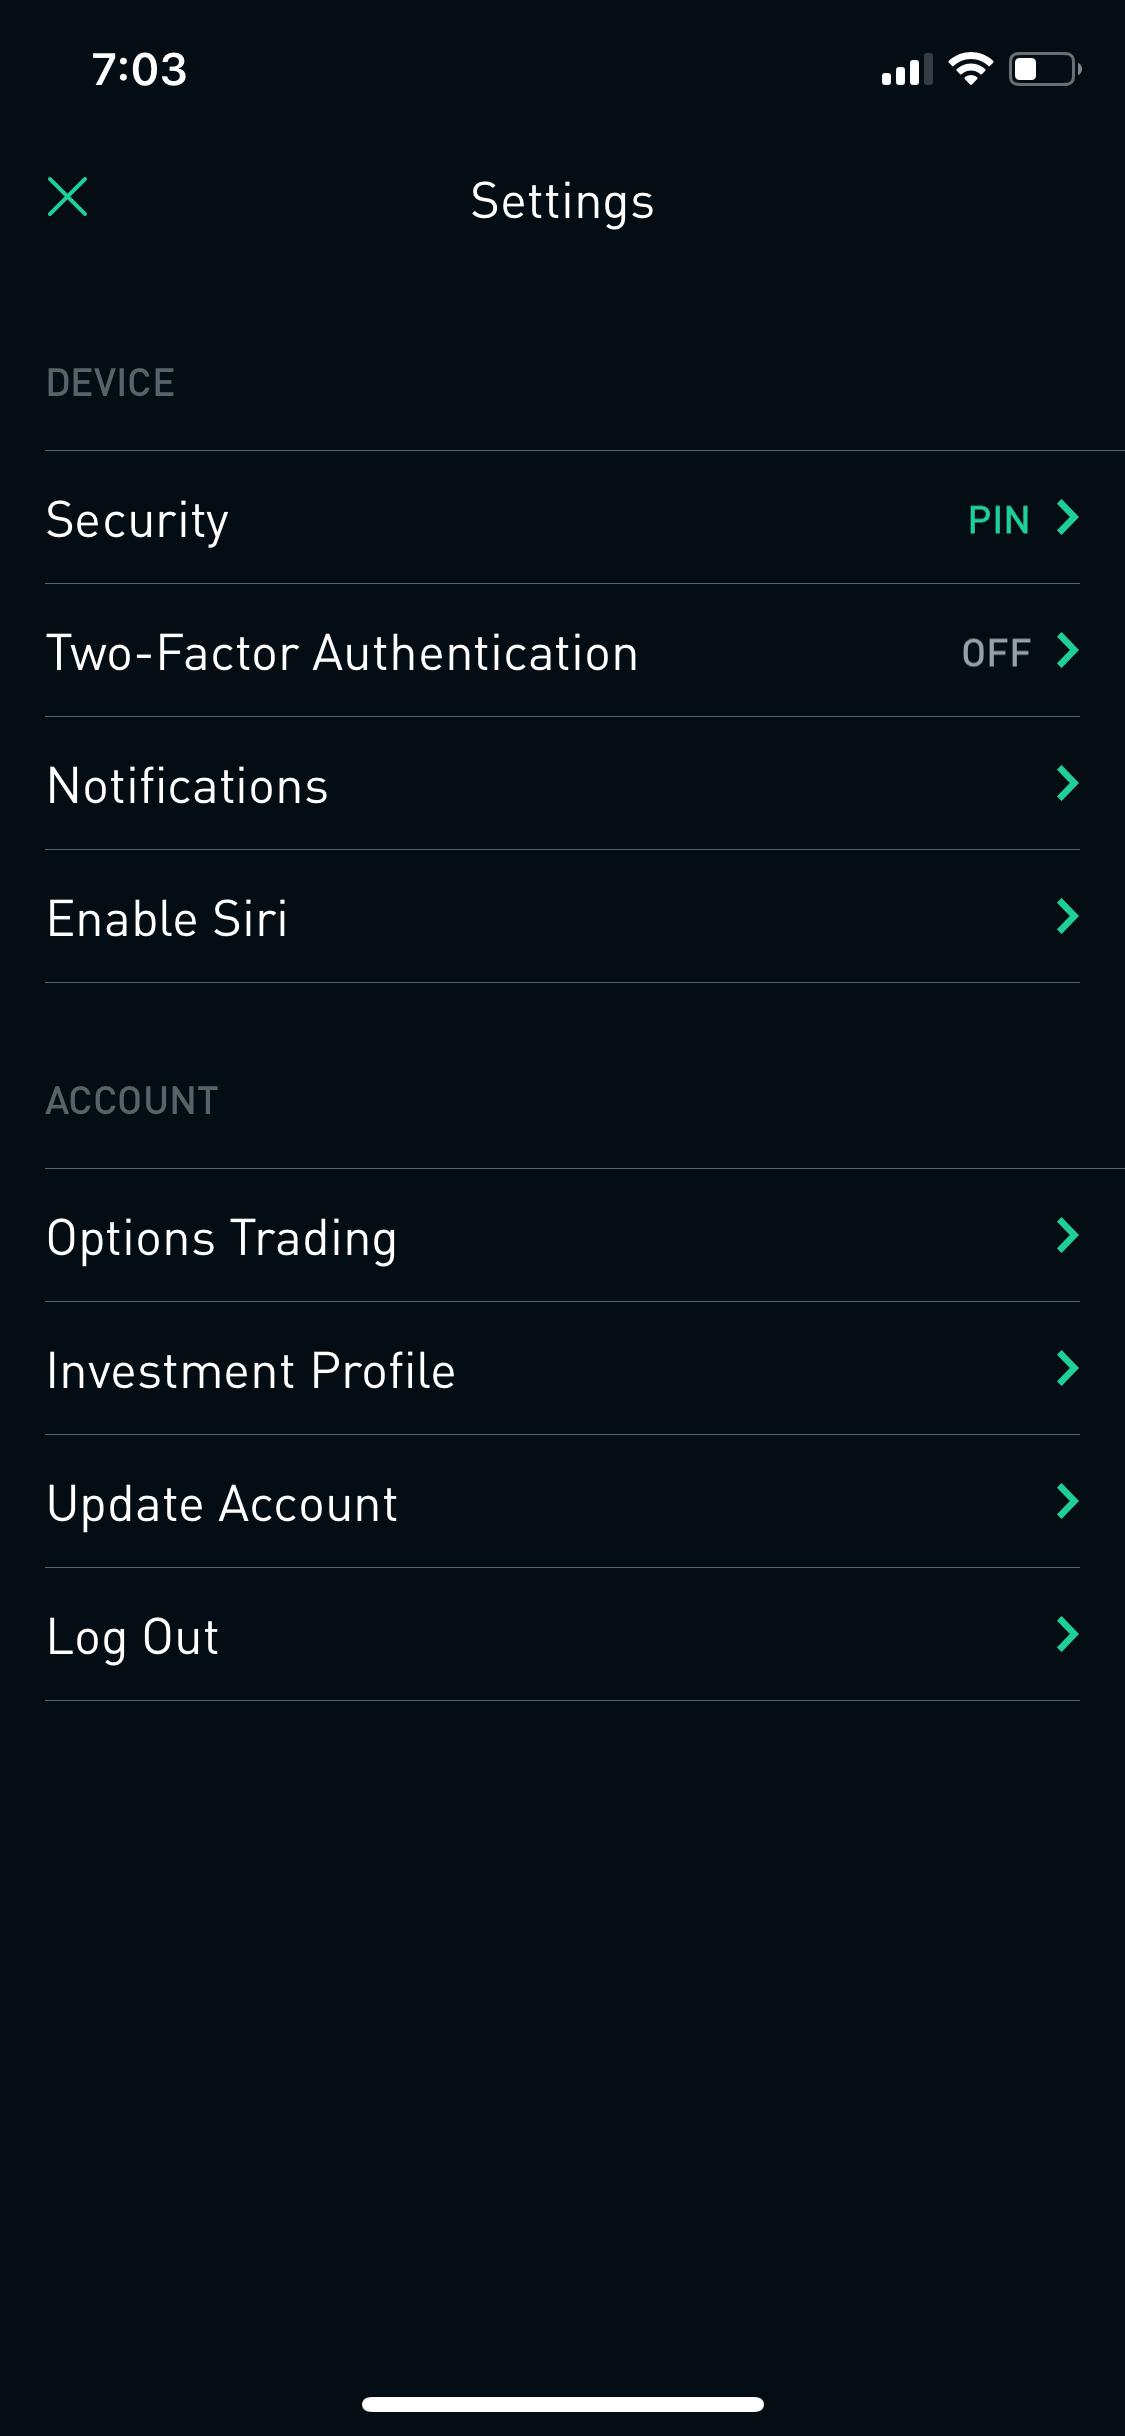 7:03
Settings
DEVICE
Security PIN
Two-Factor Authentication OFF
Notifications
Enable Siri
ACCOUNT
Options Trading
Investment Profile
Update Account
Log Out